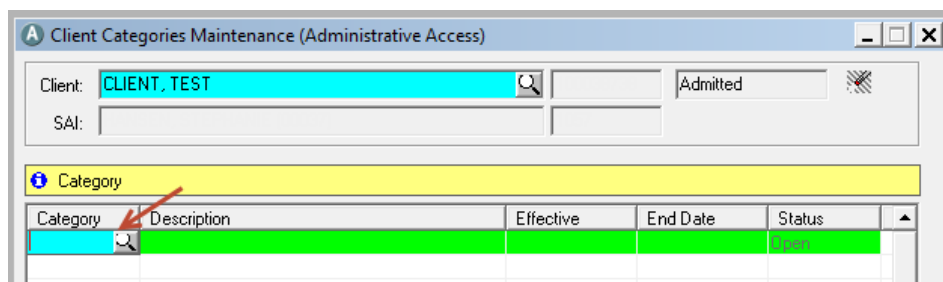 Client Categories Maintenance (Administrative Access)
Client: CLIENT, TEST Admitted
SAI:
Category
Category Description Effective End Date Status
Open